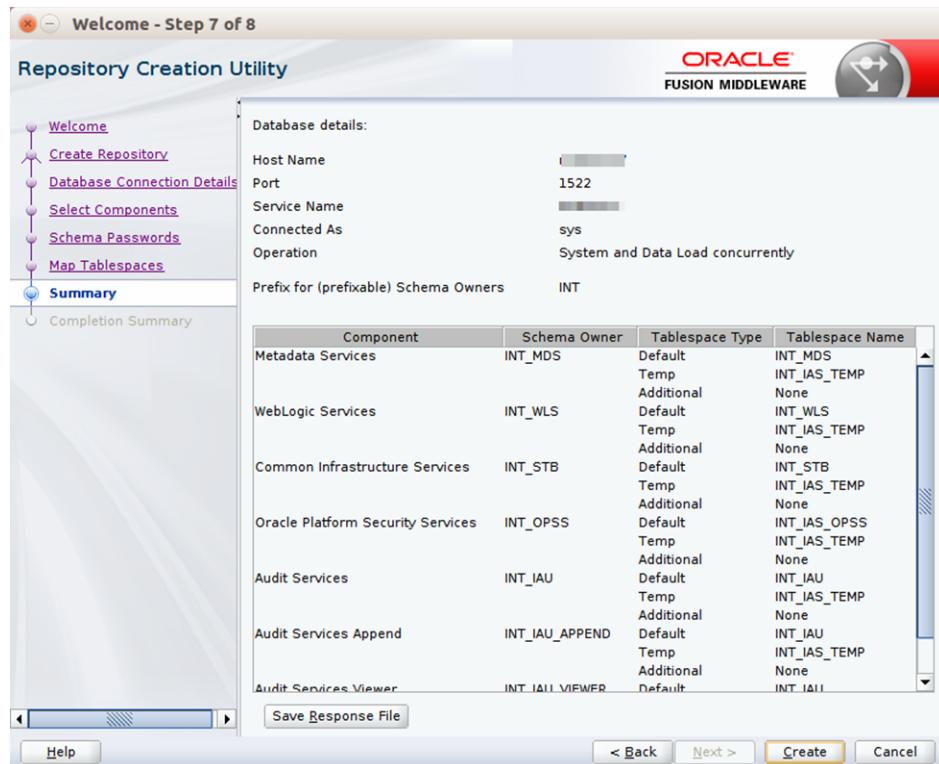 Welcome - Step 7 of 8
Repository Creation Utility
ORACLE
FUSION MIDDLEWARE
Welcome
Create Repository
Database Connection Details
Select Components
Schema Passwords
Map Tablespaces
Summary
Completion Summary
Database details:
Host Name
Port 1522
Service Name
Connected As sys
Operation System and Data Load concurrently
Prefix for (prefixable) Schema Owners INT
Component Schema Owner Tablespace Type Tablespace Name
Metadata Services INT_MDS Default INT_MDS
Temp INT_IAS_TEMP
Additional None
WebLogic Services INT_WLS Default INT_WLS
Temp INT_IAS_TEMP
Additional None
Common Infrastructure Services INT_STB Default INT_STB
Temp INT_IAS_TEMP
Additional None
Oracle Platform Security Services INT_OPSS Default INT_IAS_OPSS
Temp INT_IAS_TEMP
Additional None
Audit Services INT_IAU Default INT_IAU
Temp INT_IAS_TEMP
Additional None
Audit Services Append INT_IAU_APPEND Default INT_IAU
Temp INT_IAS_TEMP
Additional None
Audit Services Viewer INT_IAU_VIEWER Default INT_IAU
Save Response File
Help < Back Next > Create Cancel